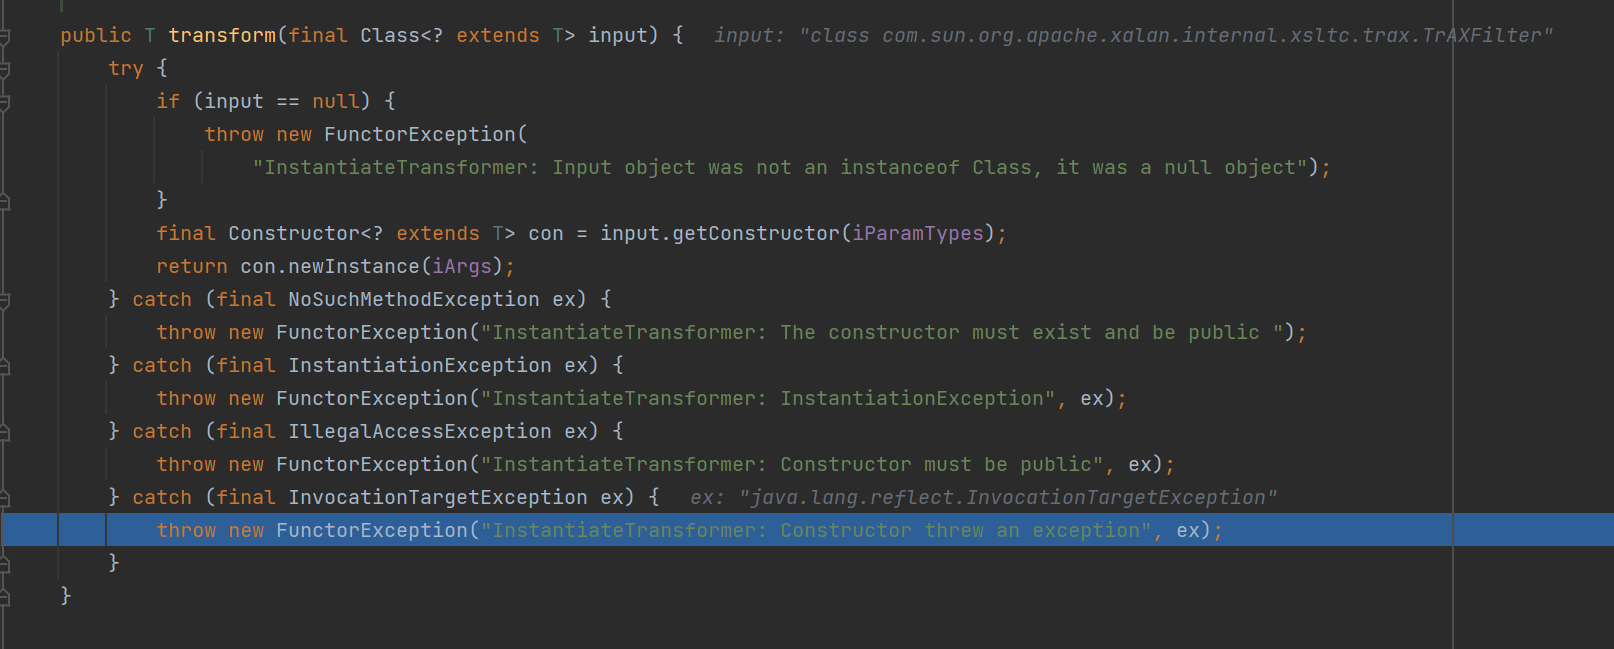 public T transform(final Class<? extends T> input) {   input: "class com.sun.org.apache.xalan.internal.xsltc.trax.TrAXFilter"
    try {
        if (input == null) {
            throw new FunctorException(
                "InstantiateTransformer: Input object was not an instanceof Class, it was a null object");
        }
        final Constructor<? extends T> con = input.getConstructor(iParamTypes);
        return con.newInstance(iArgs);
    } catch (final NoSuchMethodException ex) {
        throw new FunctorException("InstantiateTransformer: The constructor must exist and be public ");
    } catch (final InstantiationException ex) {
        throw new FunctorException("InstantiateTransformer: InstantiationException", ex);
    } catch (final IllegalAccessException ex) {
        throw new FunctorException("InstantiateTransformer: Constructor must be public", ex);
    } catch (final InvocationTargetException ex) {   ex: "java.lang.reflect.InvocationTargetException"
        throw new FunctorException("InstantiateTransformer: Constructor threw an exception", ex);
    }
}